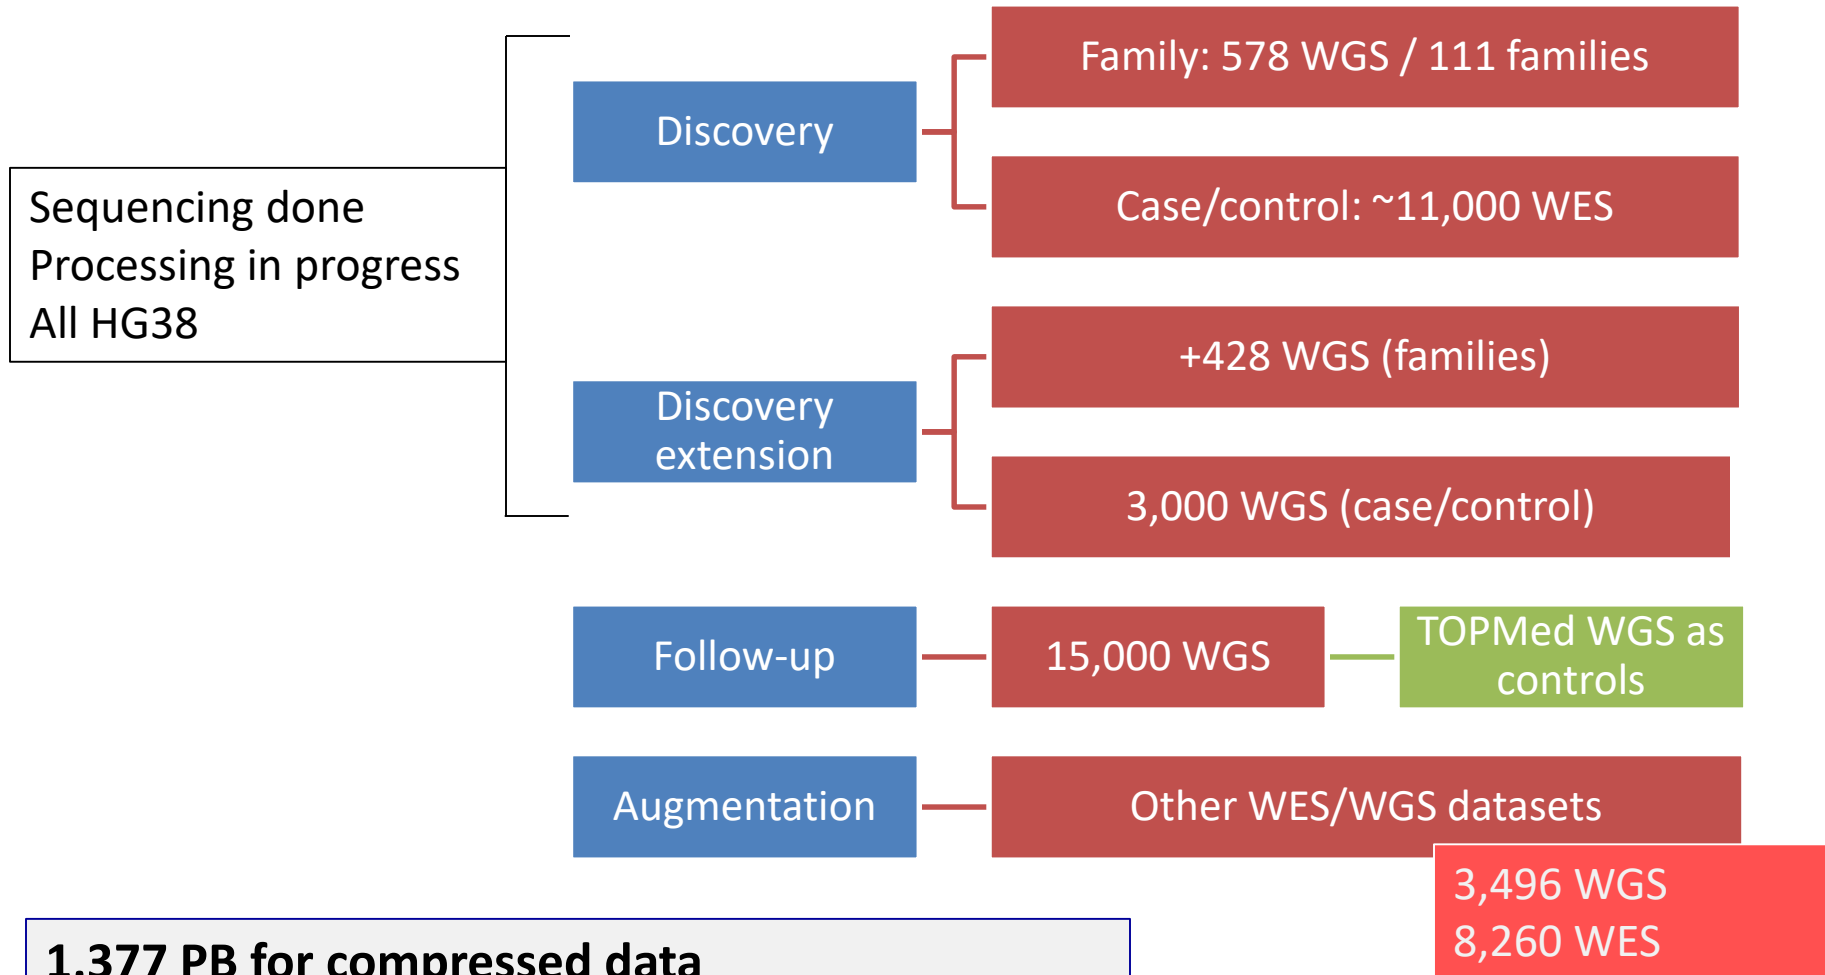 Sequencing done
Processing in progress
All HG38
Discovery
Family: 578 WGS / 111 families
Case/control: ~11,000 WES
Discovery
extension
+428 WGS (families)
3,000 WGS (case/control)
Follow-up
15,000 WGS
TOPMed WGS as
controls
Augmentation
Other WES/WGS datasets
3,496 WGS
8,260 WES
1.377 PB for compressed data